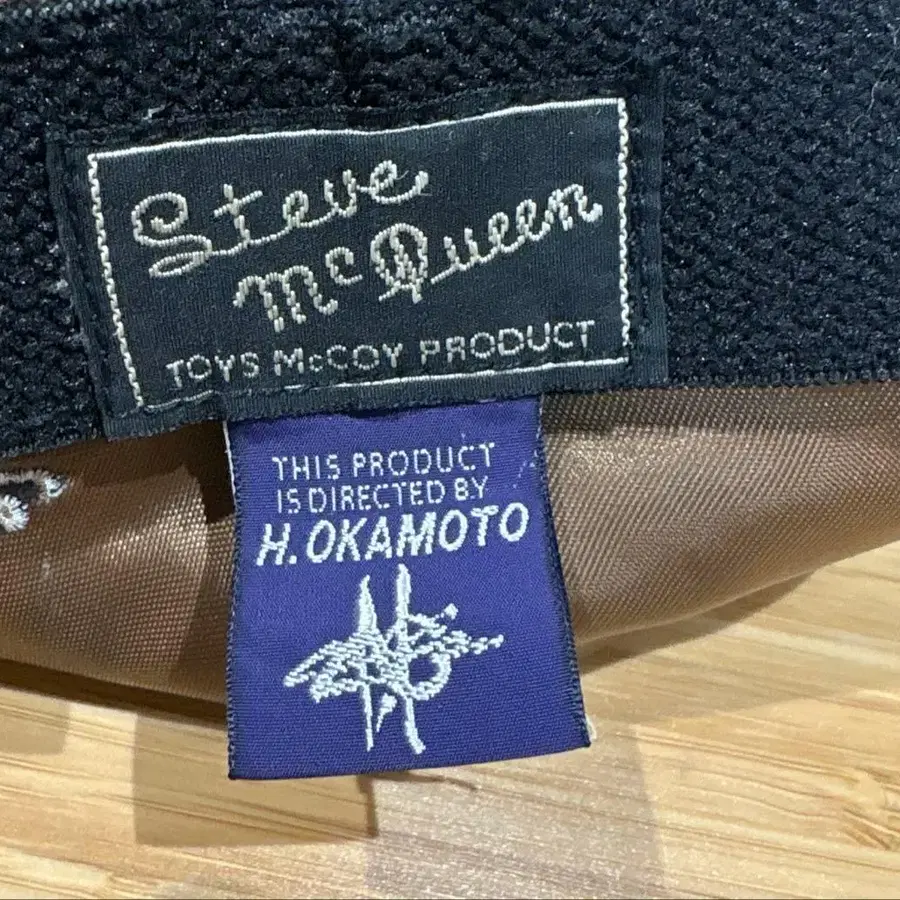 Steve
McQueen
TOYS McCOY PRODUCT
THIS PRODUCT
IS DIRECTED BY
H.OKAMOTO